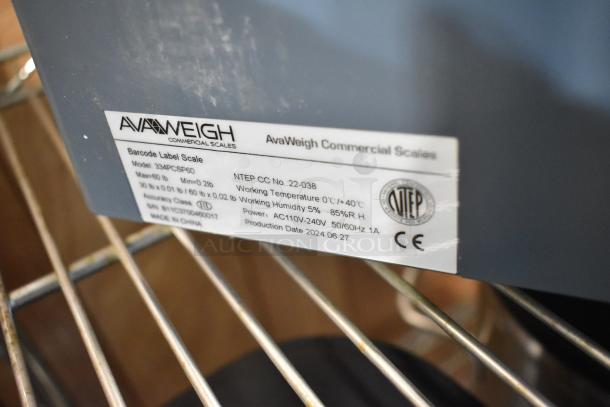 AVAWEIGH
COMMERCIAL SCALES
AvaWeigh Commercial Scales
Barcode Label Scale
Model: 334PCSP60
Max=60 lb Min=0.2lb
30 lb x 0.01 lb / 60 lb x 0.02 lb
Accuracy Class
S/N:
MADE IN CHINA
NTEP CC No. 22-038
Working Temperature 0℃/+40℃
Working Humidity 5% -85%R.H
Power: AC110V-240V 50/60Hz 1A
Production Date 2024.06.27
NTEP
CE
AUCTION GROUP